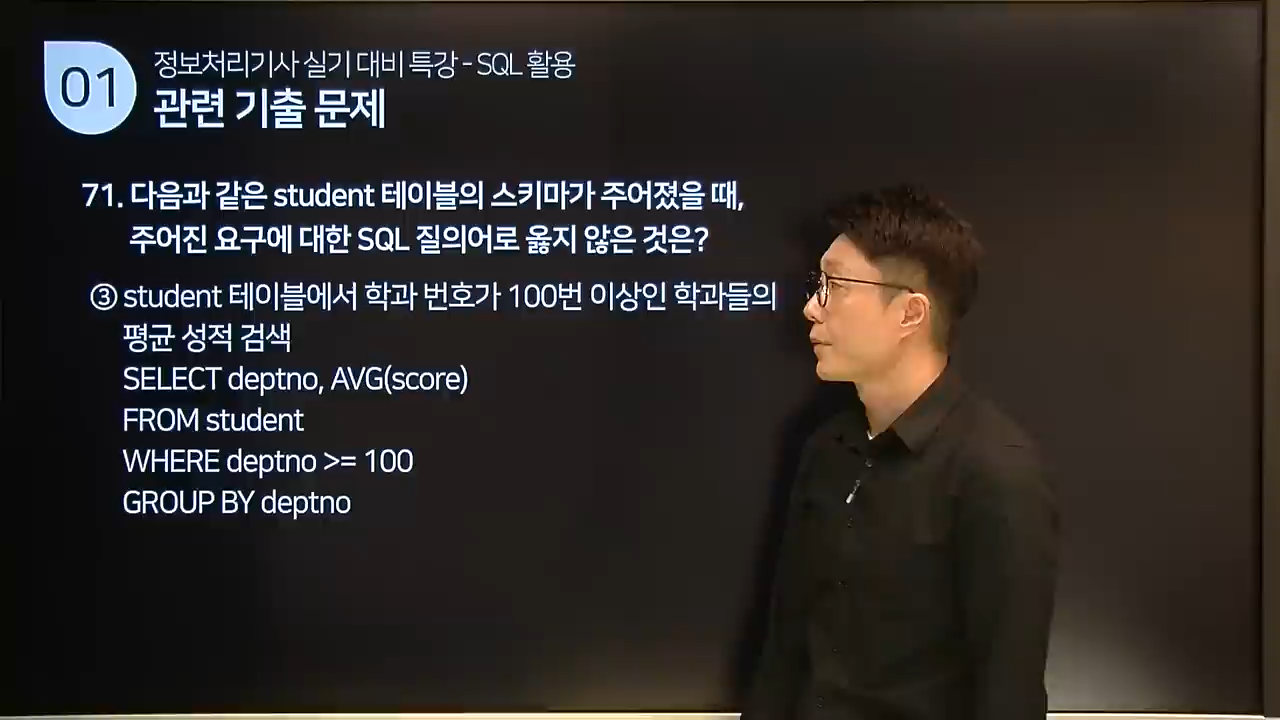 01
정보처리기사 실기 대비 특강 - SQL 활용
관련 기출 문제
71. 다음과 같은 student 테이블의 스키마가 주어졌을 때,
주어진 요구에 대한 SQL 질의어로 옳지 않은 것은?
③ student 테이블에서 학과 번호가 100번 이상인 학과들의
평균 성적 검색
SELECT deptno, AVG(score)
FROM student
WHERE deptno >= 100
GROUP BY deptno